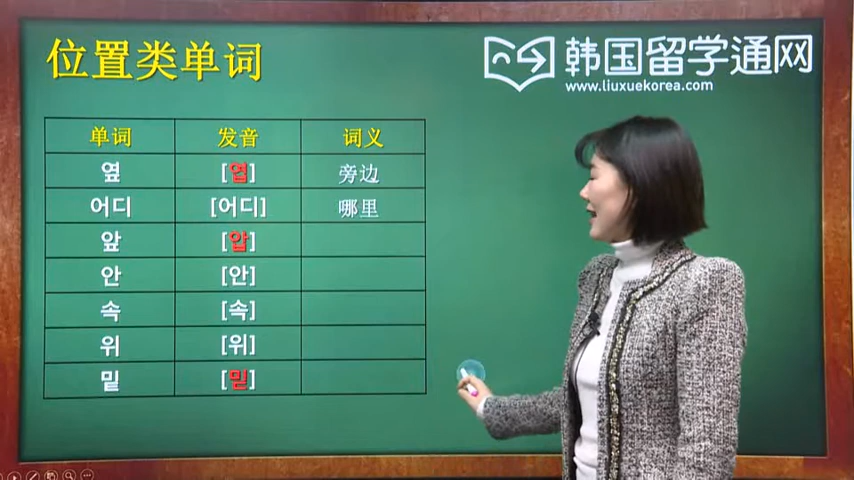 位置类单词
韩国留学通网
www.liuxuekorea.com
单词 发音 词义
옆 [엽] 旁边
어디 [어디] 哪里
앞 [압]
안 [안]
속 [속]
위 [위]
밑 [믿]